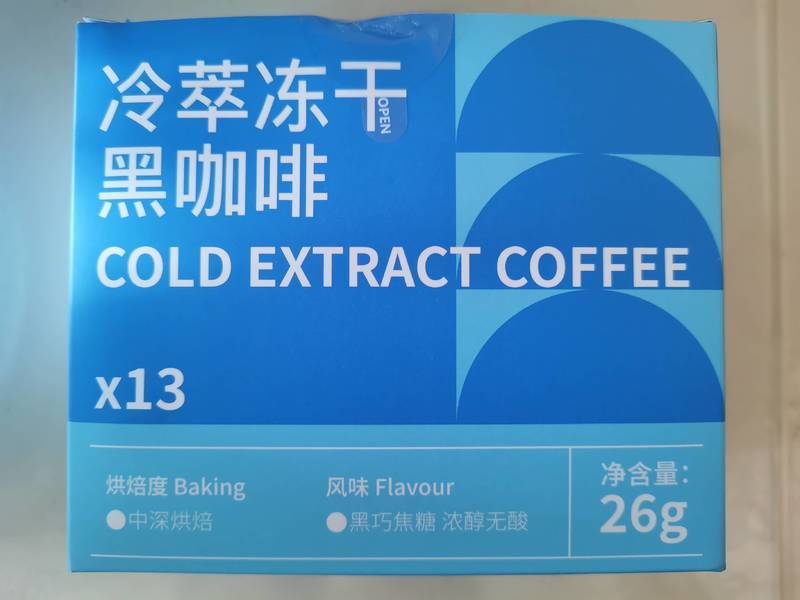 冷萃冻干
OPEN
黑咖啡
COLD EXTRACT COFFEE
x13
烘焙度 Baking
●中深烘焙
风味 Flavour
●黑巧焦糖 浓醇无酸
净含量:
26g